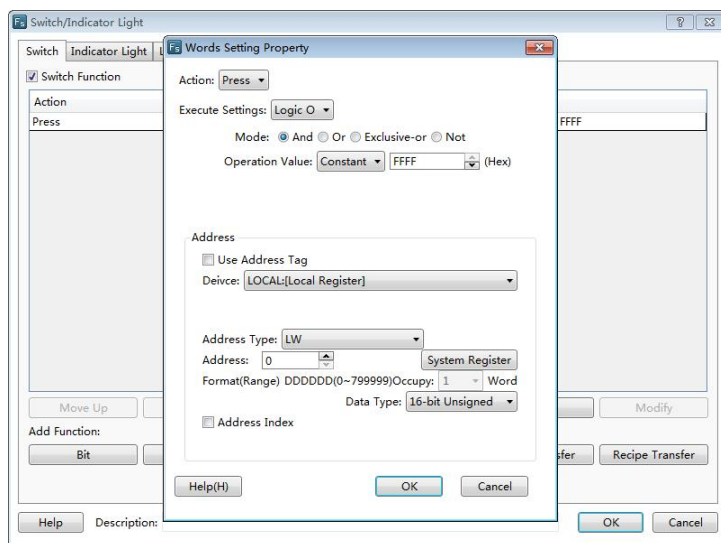 Switch/Indicator Light
Switch Indicator Light L
Switch Function
Action
Press FFFF
Move Up Modify
Add Function:
Bit sfer Recipe Transfer
Help Description: OK Cancel
Words Setting Property
Action: Press
Execute Settings: Logic O
Mode: And Or Exclusive-or Not
Operation Value: Constant FFFF (Hex)
Address
Use Address Tag
Deivce: LOCAL:[Local Register]
Address Type: LW
Address: 0 System Register
Format(Range) DDDDDD(0~799999)Occupy: 1 Word
Data Type: 16-bit Unsigned
Address Index
Help(H) OK Cancel